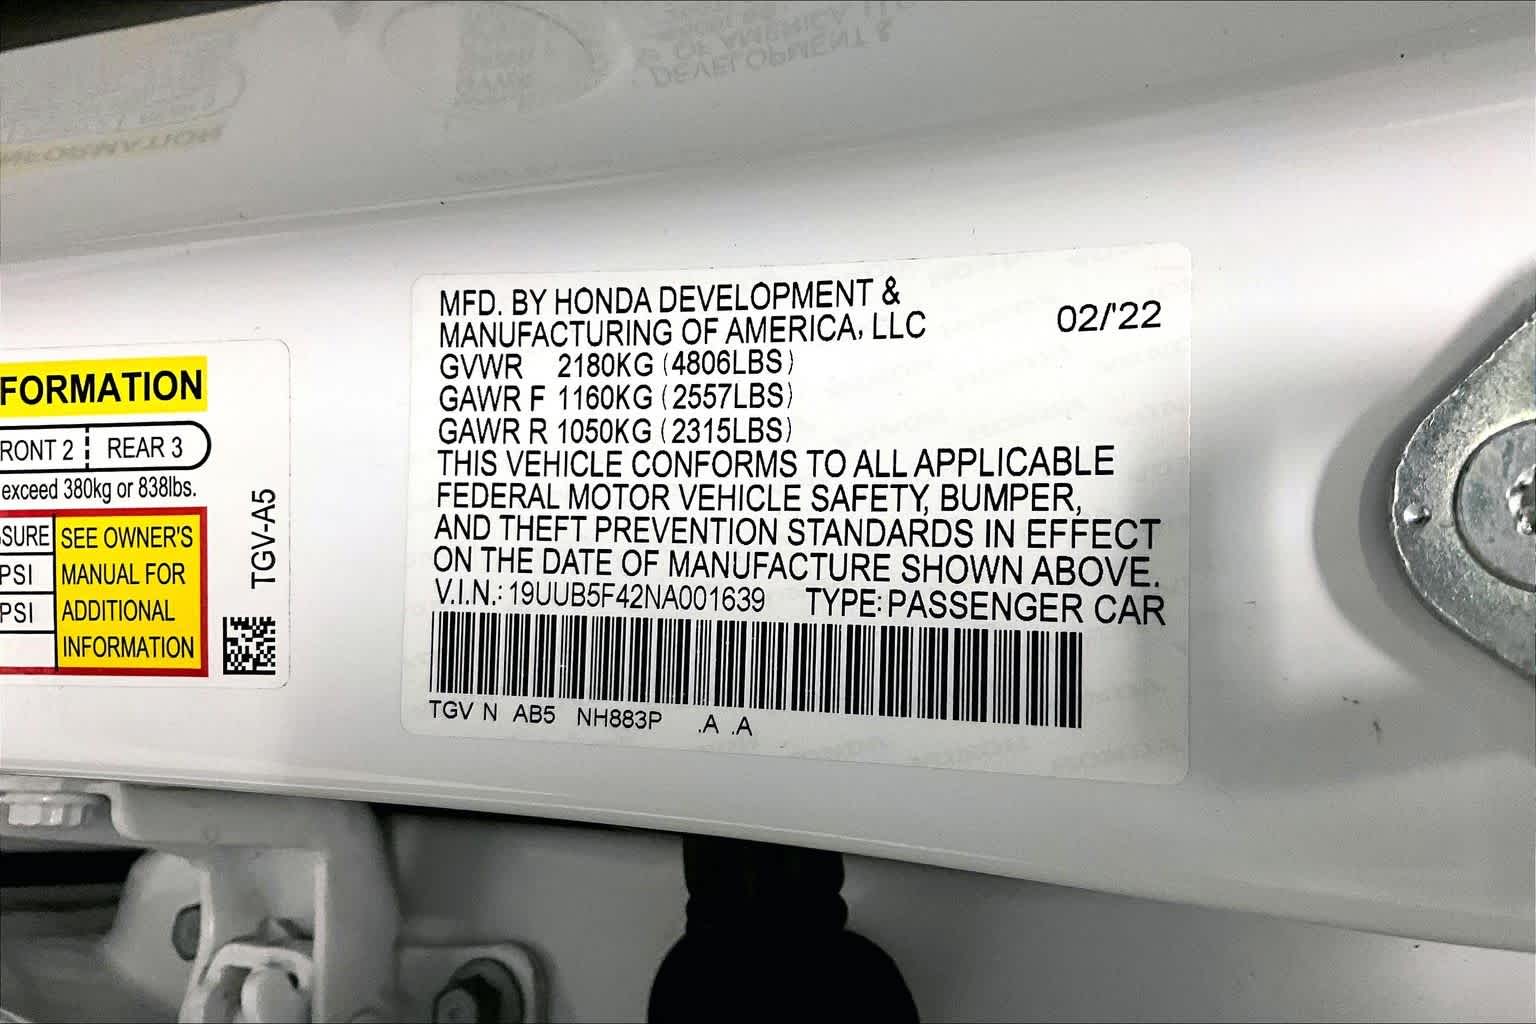 FORMATION
RONT 2 REAR 3
exceed 380kg or 838lbs.
SSURE
PSI
PSI
SEE OWNER'S
MANUAL FOR
ADDITIONAL
INFORMATION
TGV-A5
MFD. BY HONDA DEVELOPMENT &
MANUFACTURING OF AMERICA, LLC
02/'22
GVWR 2180KG (4806LBS)
GAWR F 1160KG (2557LBS)
GAWR R 1050KG (2315LBS)
THIS VEHICLE CONFORMS TO ALL APPLICABLE
FEDERAL MOTOR VEHICLE SAFETY, BUMPER,
AND THEFT PREVENTION STANDARDS IN EFFECT
ON THE DATE OF MANUFACTURE SHOWN ABOVE.
V.I.N.: 19UUB5F42NA001639 TYPE: PASSENGER CAR
TGV N AB5 NH883P .A .A